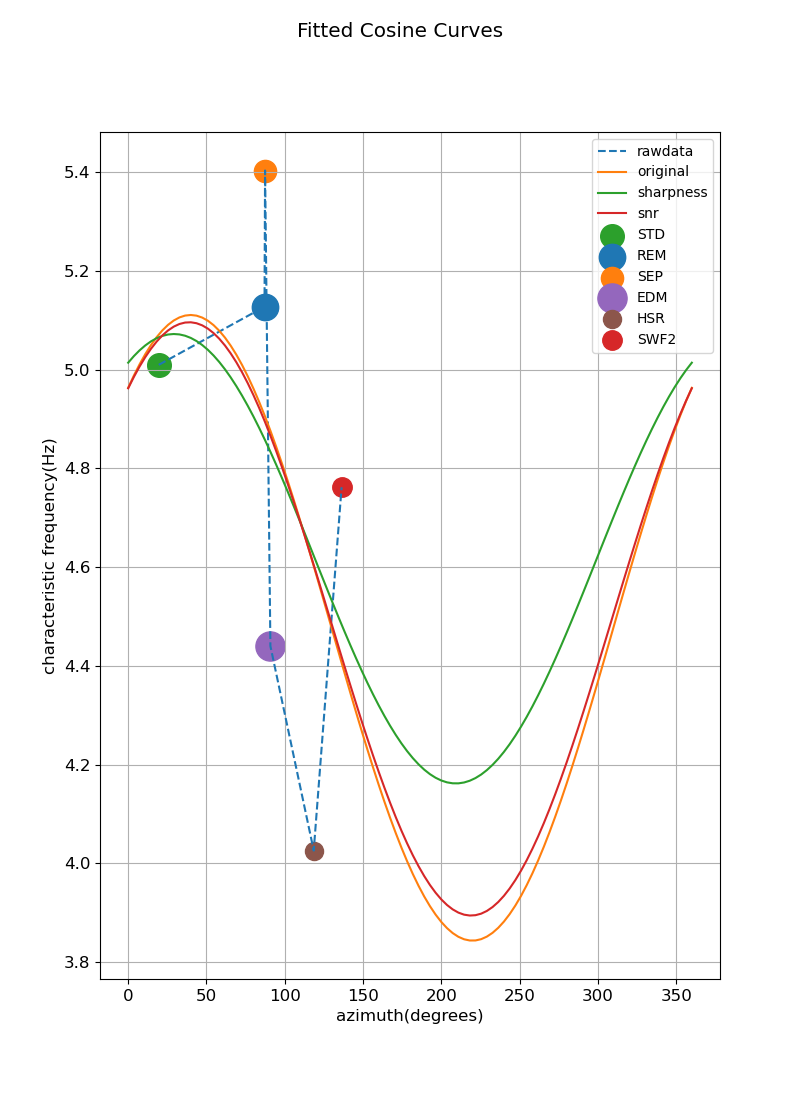 Fitted Cosine Curves
5.4
5.2
5.0
4.8
4.6
4.4
4.2
4.0
3.8
characteristic frequency(Hz)
rawdata
original
sharpness
snr
STD
REM
SEP
EDM
HSR
SWF2
0 50 100 150 200 250 300 350
azimuth(degrees)